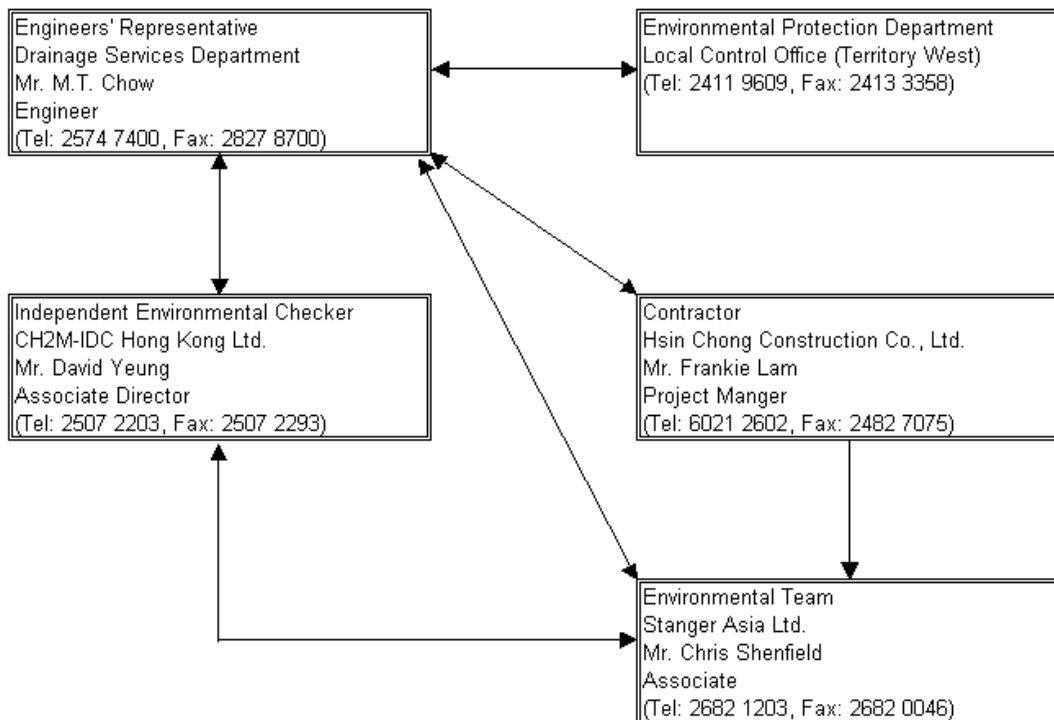 Engineers' Representative
Drainage Services Department
Mr. M.T. Chow
Engineer
(Tel: 2574 7400, Fax: 2827 8700)
Environmental Protection Department
Local Control Office (Territory West)
(Tel: 2411 9609, Fax: 2413 3358)
Independent Environmental Checker
CH2M-IDC Hong Kong Ltd.
Mr. David Yeung
Associate Director
(Tel: 2507 2203, Fax: 2507 2293)
Contractor
Hsin Chong Construction Co., Ltd.
Mr. Frankie Lam
Project Manger
(Tel: 6021 2602, Fax: 2482 7075)
Environmental Team
Stanger Asia Ltd.
Mr. Chris Shenfield
Associate
(Tel: 2682 1203, Fax: 2682 0046)